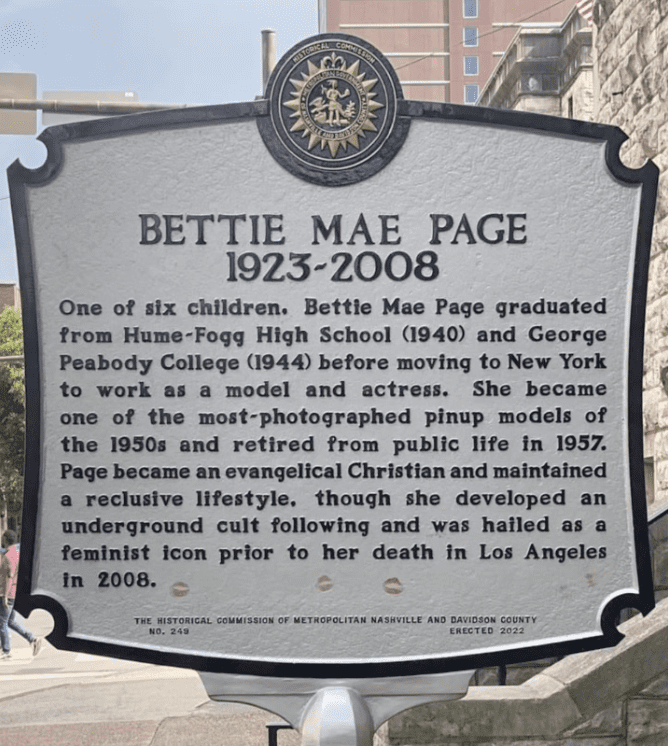 HISTORICAL COMMISSION
BETTIE MAE PAGE
1923-2008
One of six children, Bettie Mae Page graduated
from Hume-Fogg High School (1940) and George
Peabody College (1944) before moving to New York
to work as a model and actress. She became
one of the most-photographed pinup models of
the 1950s and retired from public life in 1957.
Page became an evangelical Christian and maintained
a reclusive lifestyle, though she developed an
underground cult following and was hailed as a
feminist icon prior to her death in Los Angeles
in 2008.
THE HISTORICAL COMMISSION OF METROPOLITAN NASHVILLE AND DAVIDSON COUNTY
NO. 249 ERECTED 2022